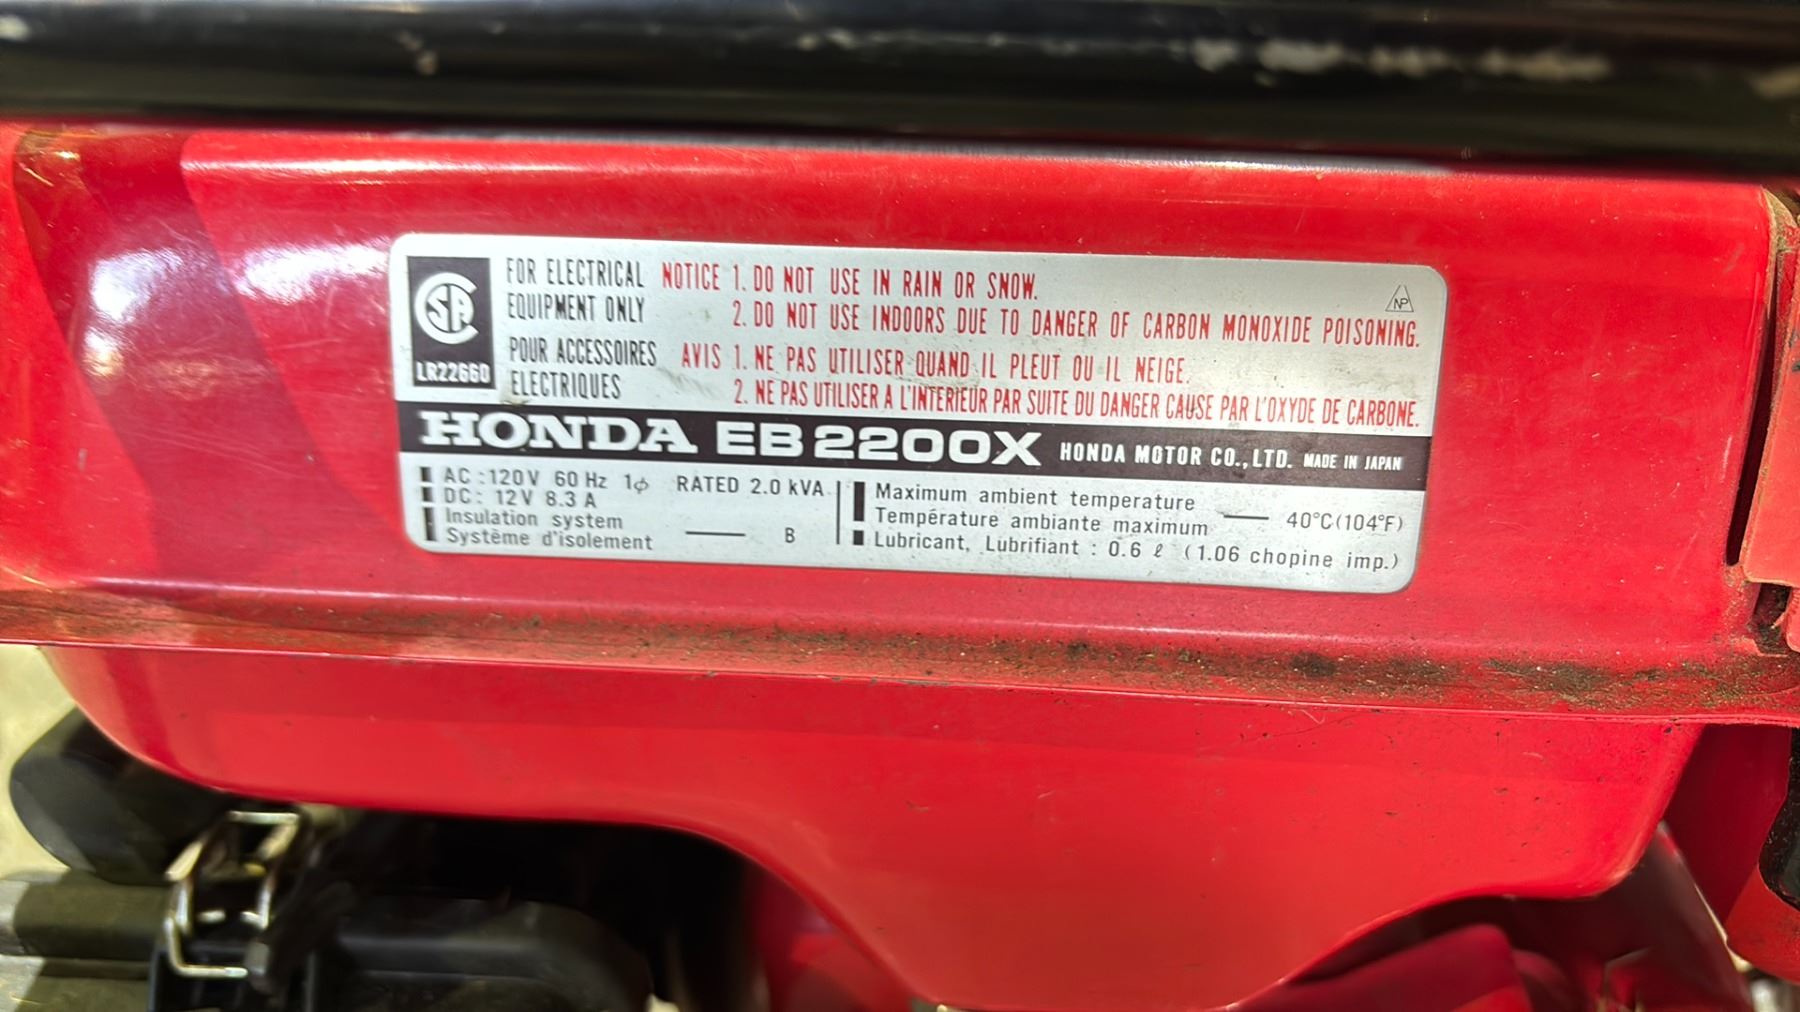 CSA
LR22660
FOR ELECTRICAL
EQUIPMENT ONLY
POUR ACCESSOIRES
ELECTRIQUES
NOTICE 1. DO NOT USE IN RAIN OR SNOW.
2. DO NOT USE INDOORS DUE TO DANGER OF CARBON MONOXIDE POISONING.
AVIS 1. NE PAS UTILISER QUAND IL PLEUT OU IL NEIGE.
2. NE PAS UTILISER A L'INTERIEUR PAR SUITE DU DANGER CAUSE PAR L'OXYDE DE CARBONE.
NP
HONDA EB 2200X HONDA MOTOR CO., LTD. MADE IN JAPAN
AC : 120V 60 Hz 1ϕ RATED 2.0 kVA
DC : 12V 8.3 A
Insulation system
Système d'isolement — B
Maximum ambient temperature
Température ambiante maximum — 40°C (104°F)
Lubricant, Lubrifiant : 0.6 ℓ (1.06 chopine imp.)